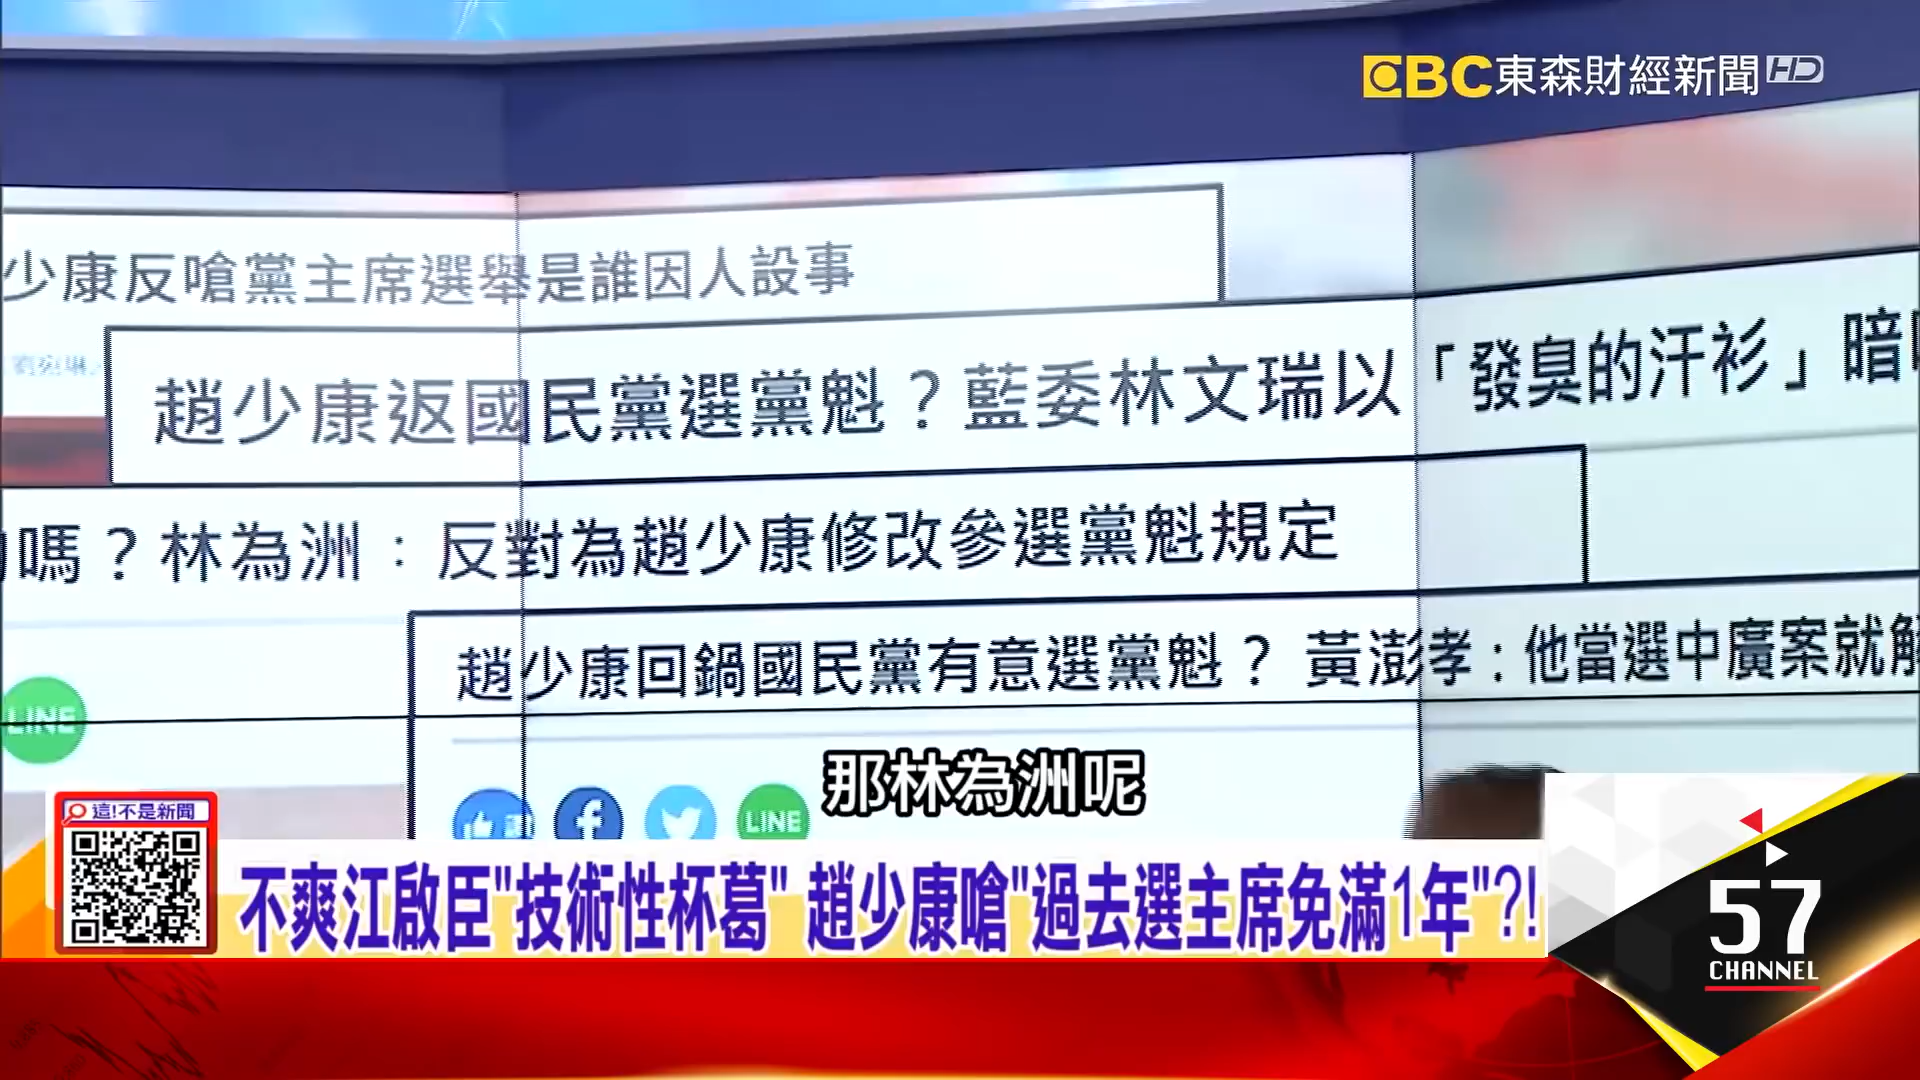 EBC東森財經新聞HD
少康反嗆黨主席選舉是誰因人設事
趙少康返國民黨選黨魁？藍委林文瑞以「發臭的汗衫」暗
嗎？林為洲：反對為趙少康修改參選黨魁規定
趙少康回鍋國民黨有意選黨魁？黃澎孝：他當選中廣案就解
LINE
LINE
那林為洲呢
這!不是新聞
不爽江啟臣"技術性杯葛" 趙少康嗆"過去選主席免滿1年"?!
57
CHANNEL